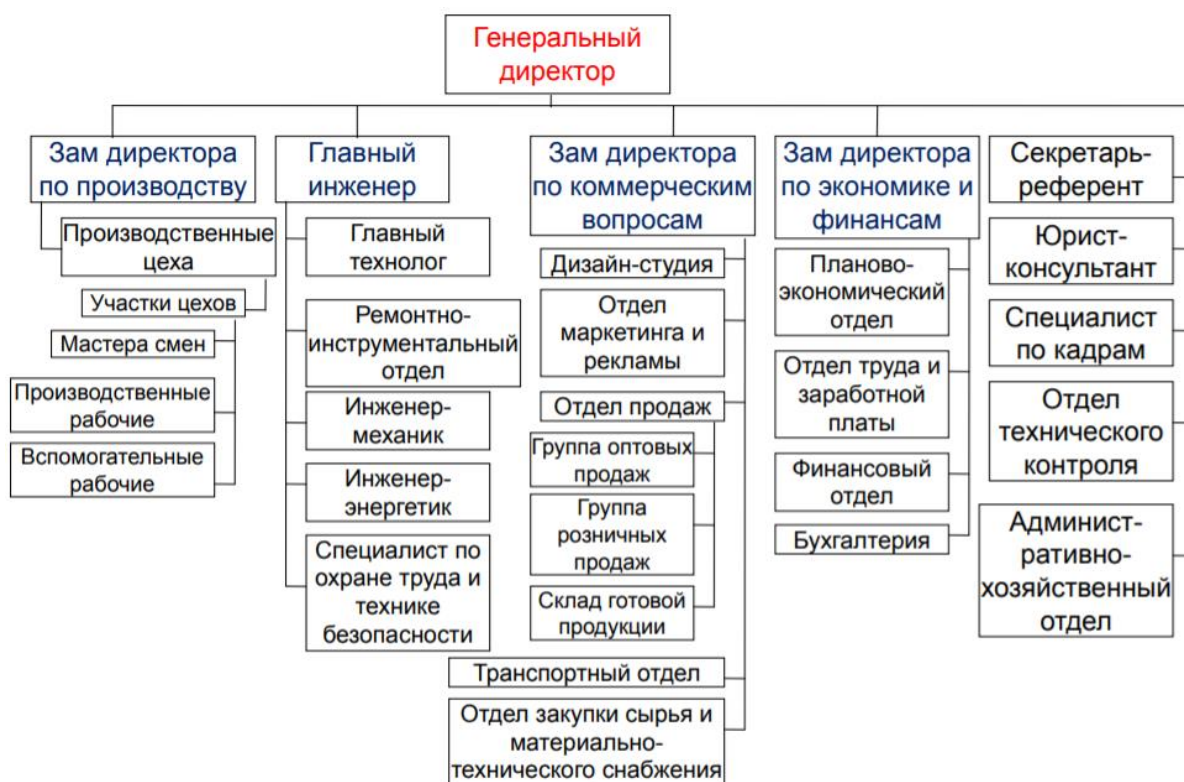 Генеральный
директор
Зам директора
по производству
Производственные
цеха
Участки цехов
Мастера смен
Производственные
рабочие
Вспомогательные
рабочие
Главный
инженер
Главный
технолог
Ремонтно-
инструментальный
отдел
Инженер-
механик
Инженер-
энергетик
Специалист по
охране труда и
технике
безопасности
Зам директора
по коммерческим
вопросам
Дизайн-студия
Отдел
маркетинга и
рекламы
Отдел продаж
Группа оптовых
продаж
Группа
розничных
продаж
Склад готовой
продукции
Транспортный отдел
Отдел закупки сырья и
материально-
технического снабжения
Зам директора
по экономике и
финансам
Планово-
экономический
отдел
Отдел труда и
заработной
платы
Финансовый
отдел
Бухгалтерия
Секретарь-
референт
Юрист-
консультант
Специалист
по кадрам
Отдел
технического
контроля
Админист-
ративно-
хозяйственный
отдел